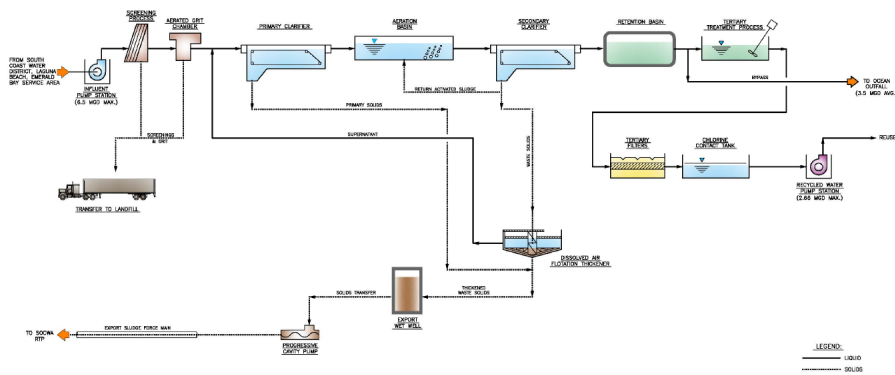 SCREENING
PROCESS
AERATED GRIT
CHAMBER
PRIMARY CLARIFIER
AERATION
BASIN
SECONDARY
CLARIFIER
RETENTION BASIN
TERTIARY
TREATMENT PROCESS
FROM SOUTH
COAST WATER
DISTRICT, LAGUNA
BEACH, EMERALD
BAY SERVICE AREA
INFLUENT
PUMP STATION
(6.5 MGD MAX.)
RETURN ACTIVATED SLUDGE
BYPASS
TO OCEAN
OUTFALL
(3.5 MGD AVG.)
PRIMARY SOLIDS
SCREENINGS
& GRIT
SUPERNATANT
WASTE SOLIDS
TERTIARY
FILTERS
CHLORINE
CONTACT TANK
REUSE
RECYCLED WATER
PUMP STATION
(2.66 MGD MAX.)
TRANSFER TO LANDFILL
DISSOLVED AIR
FLOTATION THICKENER
SOLIDS TRANSFER
THICKENED
WASTE SOLIDS
EXPORT
WET WELL
TO SOCWA
RTP
EXPORT SLUDGE FORCE MAIN
PROGRESSIVE
CAVITY PUMP
LEGEND:
LIQUID
SOLIDS